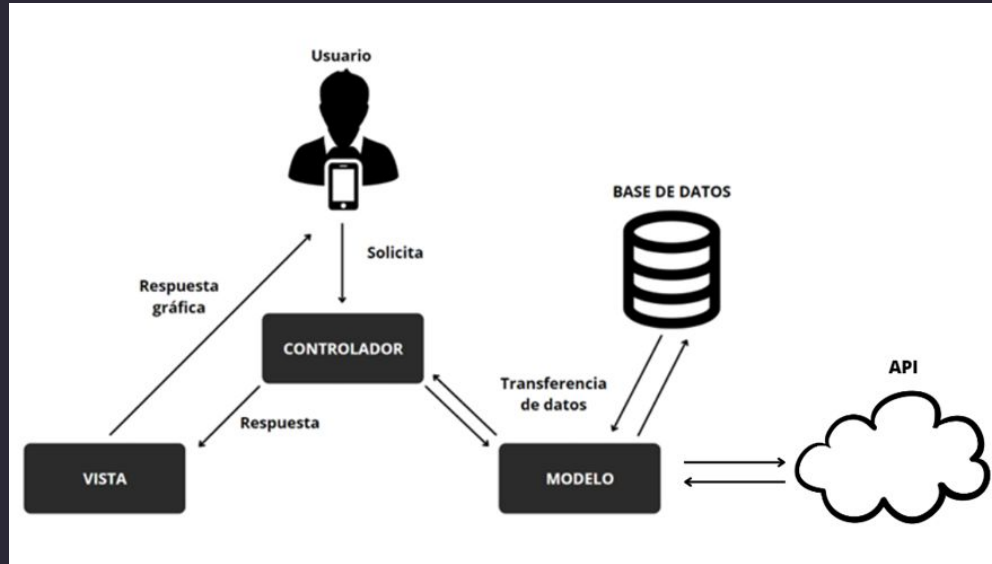 Usuario
BASE DE DATOS
Solicita
Respuesta
gráfica
CONTROLADOR
API
Transferencia
de datos
Respuesta
VISTA
MODELO